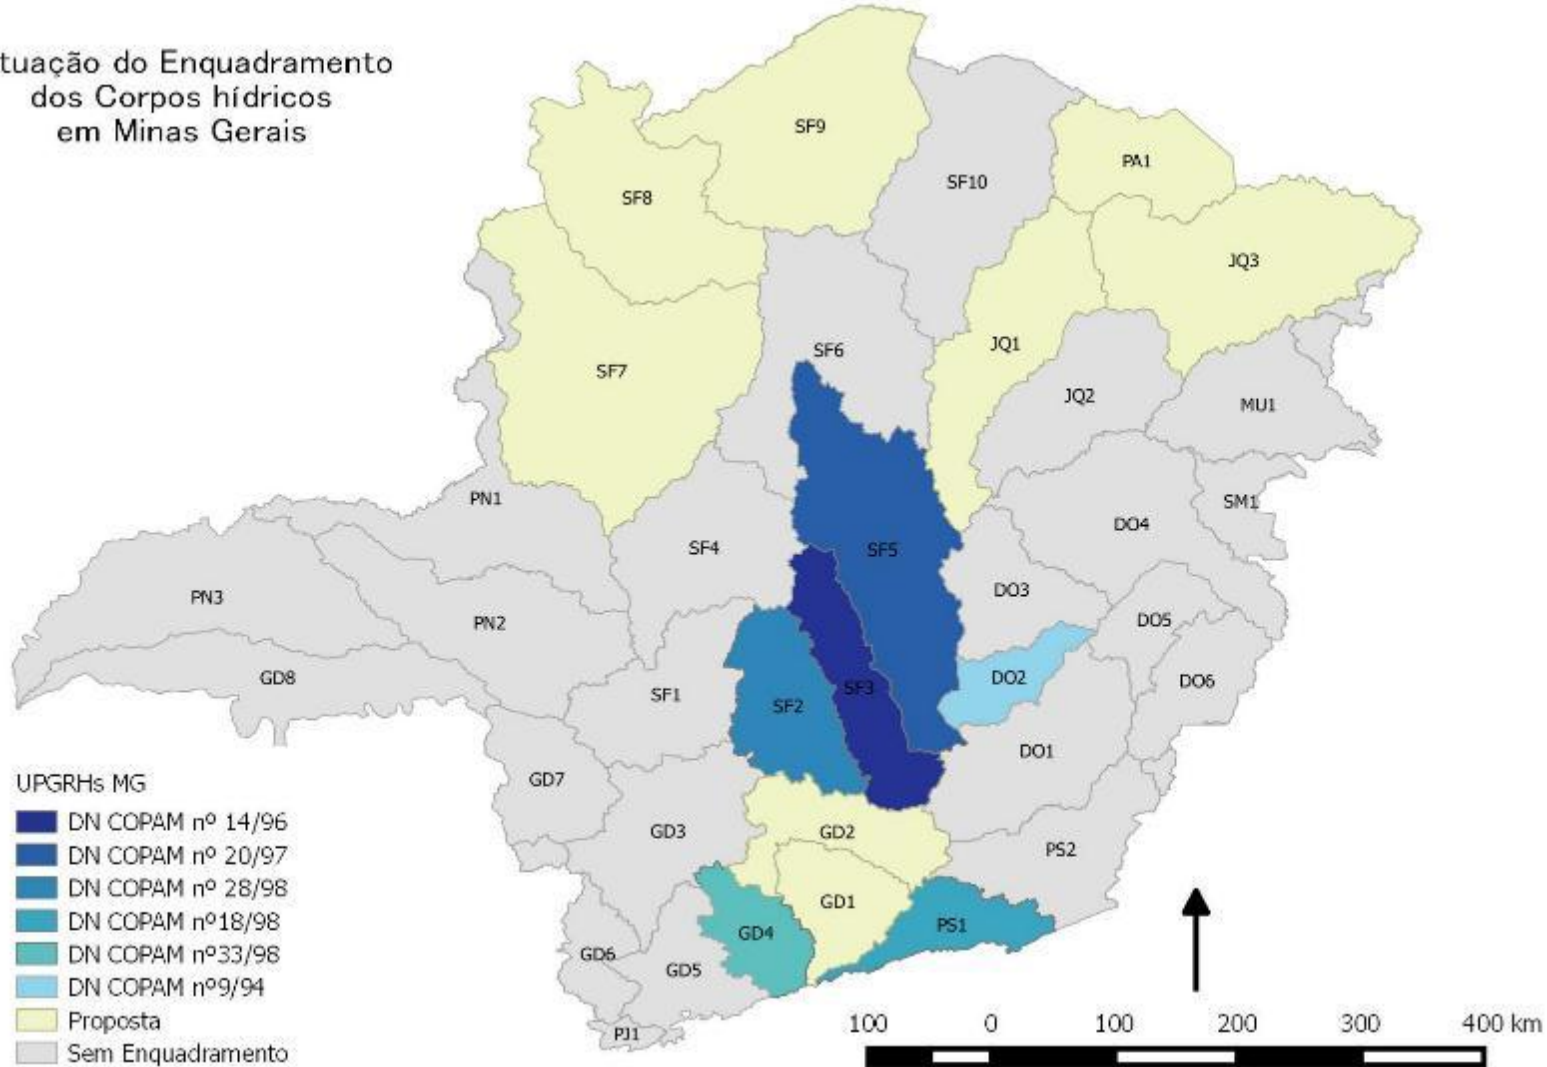 tuação do Enquadramento
dos Corpos hídricos
em Minas Gerais
SF9
PA1
SF10
SF8
JQ3
JQ1
SF6
SF7
JQ2
MU1
PN1
SM1
DO4
SF4
SF5
DO3
PN3
PN2
DO5
GD8
DO2
DO6
SF1
SF3
SF2
DO1
GD7
GD3
GD2
PS2
GD1
PS1
GD4
GD6
GD5
PJ1
UPGRHs MG
DN COPAM nº 14/96
DN COPAM nº 20/97
DN COPAM nº 28/98
DN COPAM nº18/98
DN COPAM nº33/98
DN COPAM nº9/94
Proposta
Sem Enquadramento
100 0 100 200 300 400 km